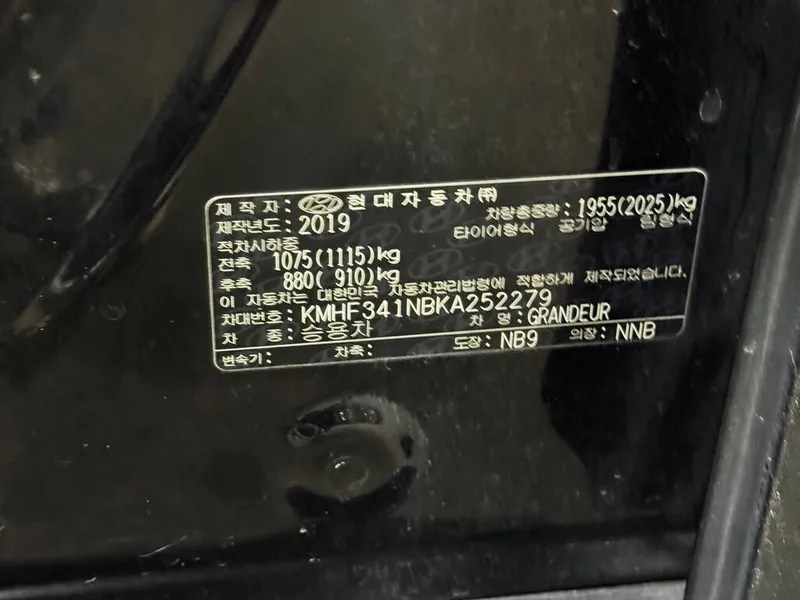 제 작 자 : 현대자동차㈜
차량총중량 : 1955(2025)kg
제작년도 : 2019
타이어형식 공기압 림형식
적차시하중
전축 1075(1115)kg
후축 880( 910)kg
이 자동차는 대한민국 자동차관리법령에 적합하게 제작되었습니다.
차대번호 : KMHF341NBKA252279
차 명 : GRANDEUR
차 종 : 승용차
변속기 : 차축 : 도장 : NB9 의장 : NNB